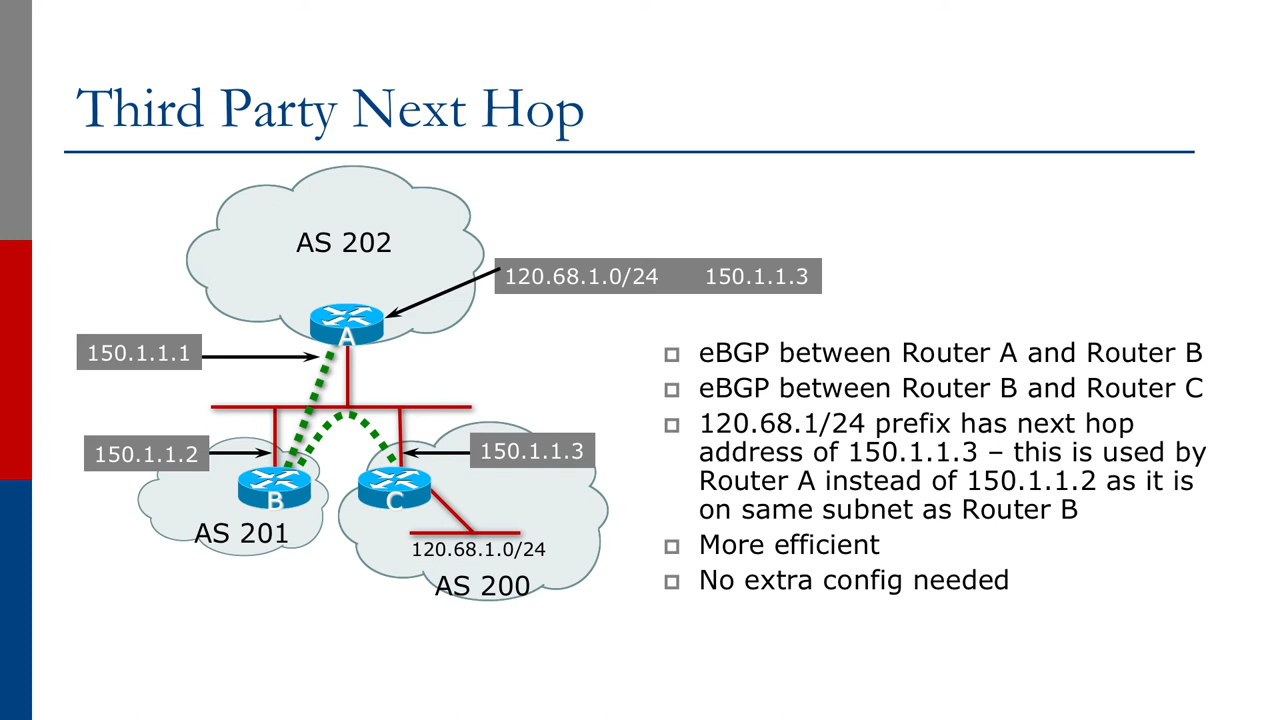 Third Party Next Hop
AS 202
120.68.1.0/24 150.1.1.3
A
150.1.1.1
150.1.1.2
150.1.1.3
B
C
AS 201
120.68.1.0/24
AS 200
eBGP between Router A and Router B
eBGP between Router B and Router C
120.68.1/24 prefix has next hop
address of 150.1.1.3 – this is used by
Router A instead of 150.1.1.2 as it is
on same subnet as Router B
More efficient
No extra config needed